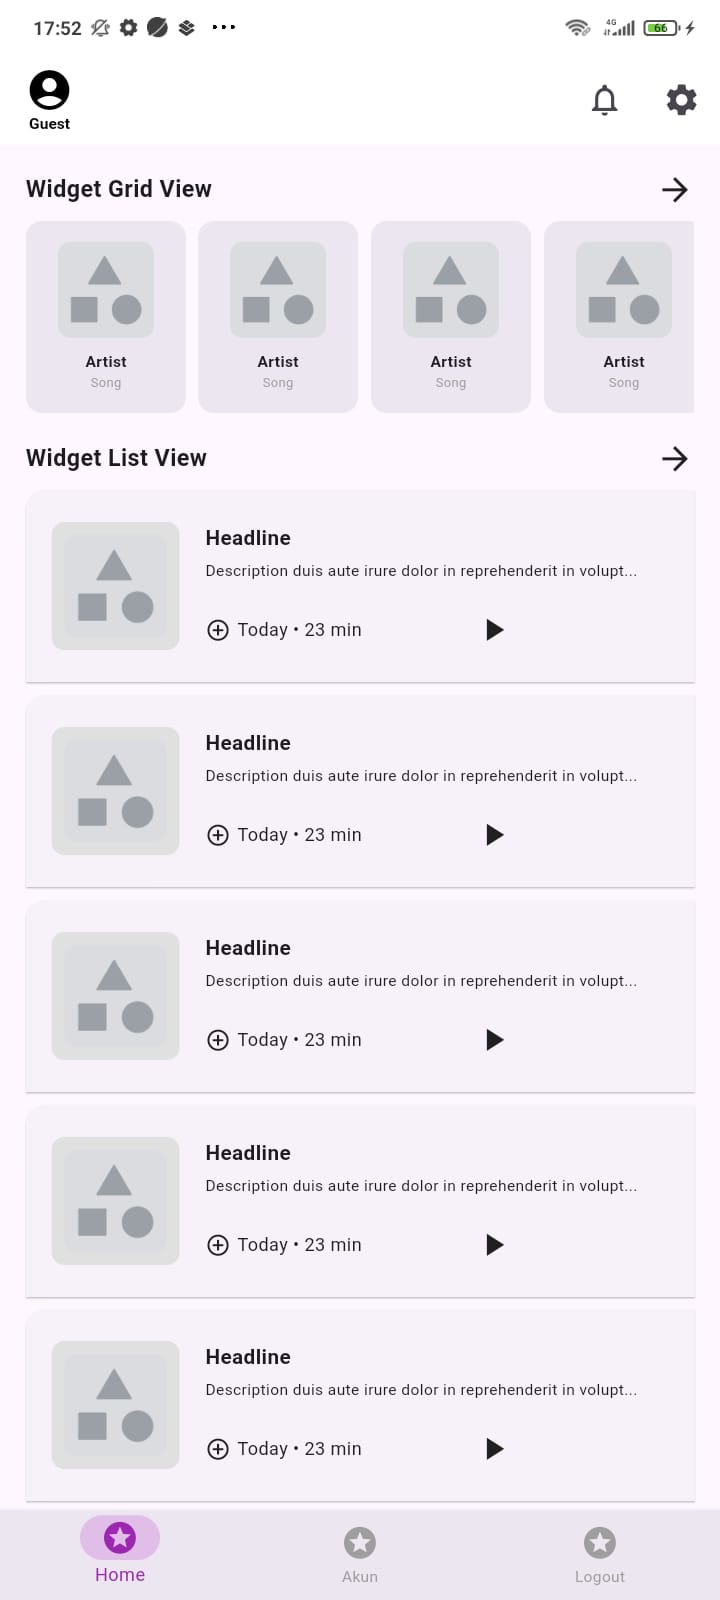 17:52 4G 66
Guest
Widget Grid View
Artist Artist Artist Artist
Song Song Song Song
Widget List View
Headline
Description duis aute irure dolor in reprehenderit in volupt...
Today • 23 min
Headline
Description duis aute irure dolor in reprehenderit in volupt...
Today • 23 min
Headline
Description duis aute irure dolor in reprehenderit in volupt...
Today • 23 min
Headline
Description duis aute irure dolor in reprehenderit in volupt...
Today • 23 min
Headline
Description duis aute irure dolor in reprehenderit in volupt...
Today • 23 min
Home Akun Logout